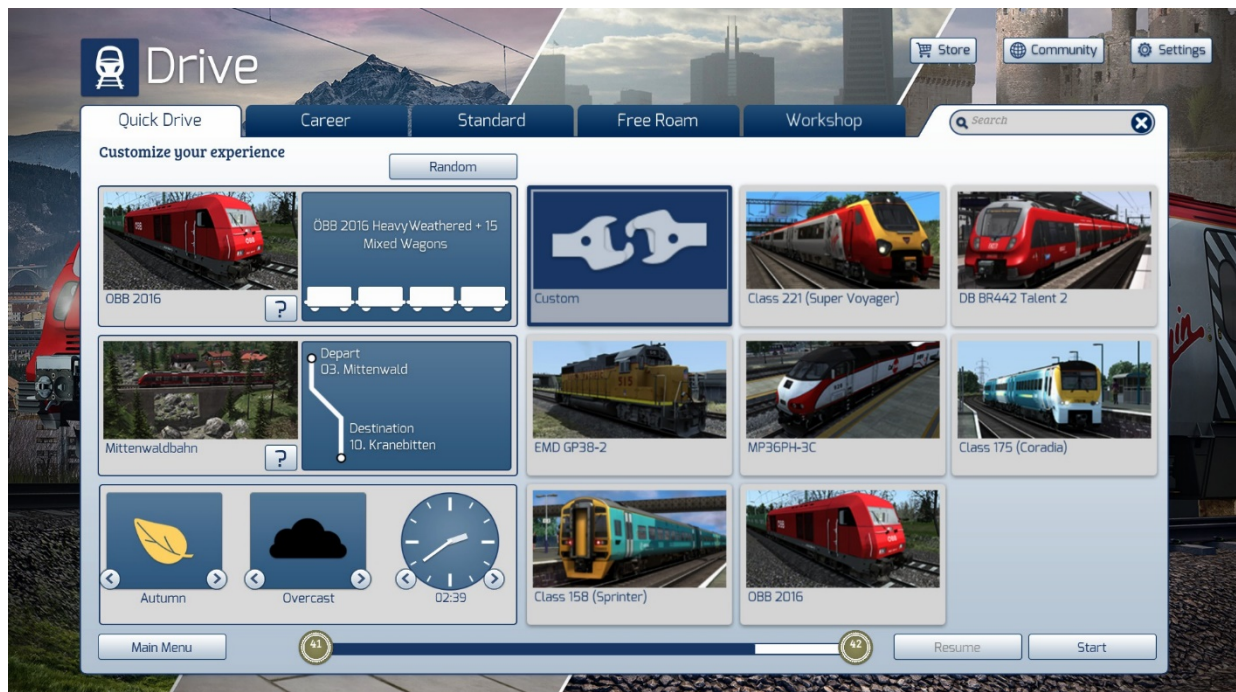 Drive
Store
Community
Settings
Quick Drive
Career
Standard
Free Roam
Workshop
Search
Customize your experience
Random
ÖBB 2016 HeavyWeathered + 15
Mixed Wagons
OBB 2016
?
Custom
Class 221 (Super Voyager)
DB BR442 Talent 2
Depart
03. Mittenwald
Destination
10. Kranebitten
Mittenwaldbahn
?
EMD GP38-2
515
MP36PH-3C
Class 175 (Coradia)
Autumn
Overcast
02:39
Class 158 (Sprinter)
OBB 2016
Main Menu
41
42
Resume
Start